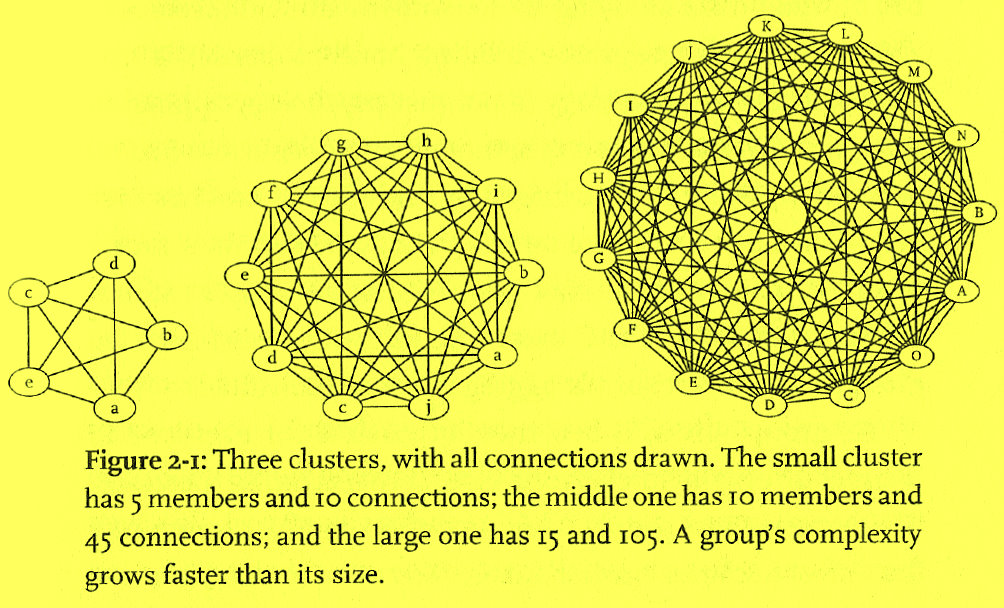 d
c
b
e
a
g
h
f
i
e
b
d
a
c
j
K
L
J
M
I
N
H
B
G
A
F
O
E
C
D
Figure 2-1: Three clusters, with all connections drawn. The small cluster
has 5 members and 10 connections; the middle one has 10 members and
45 connections; and the large one has 15 and 105. A group's complexity
grows faster than its size.